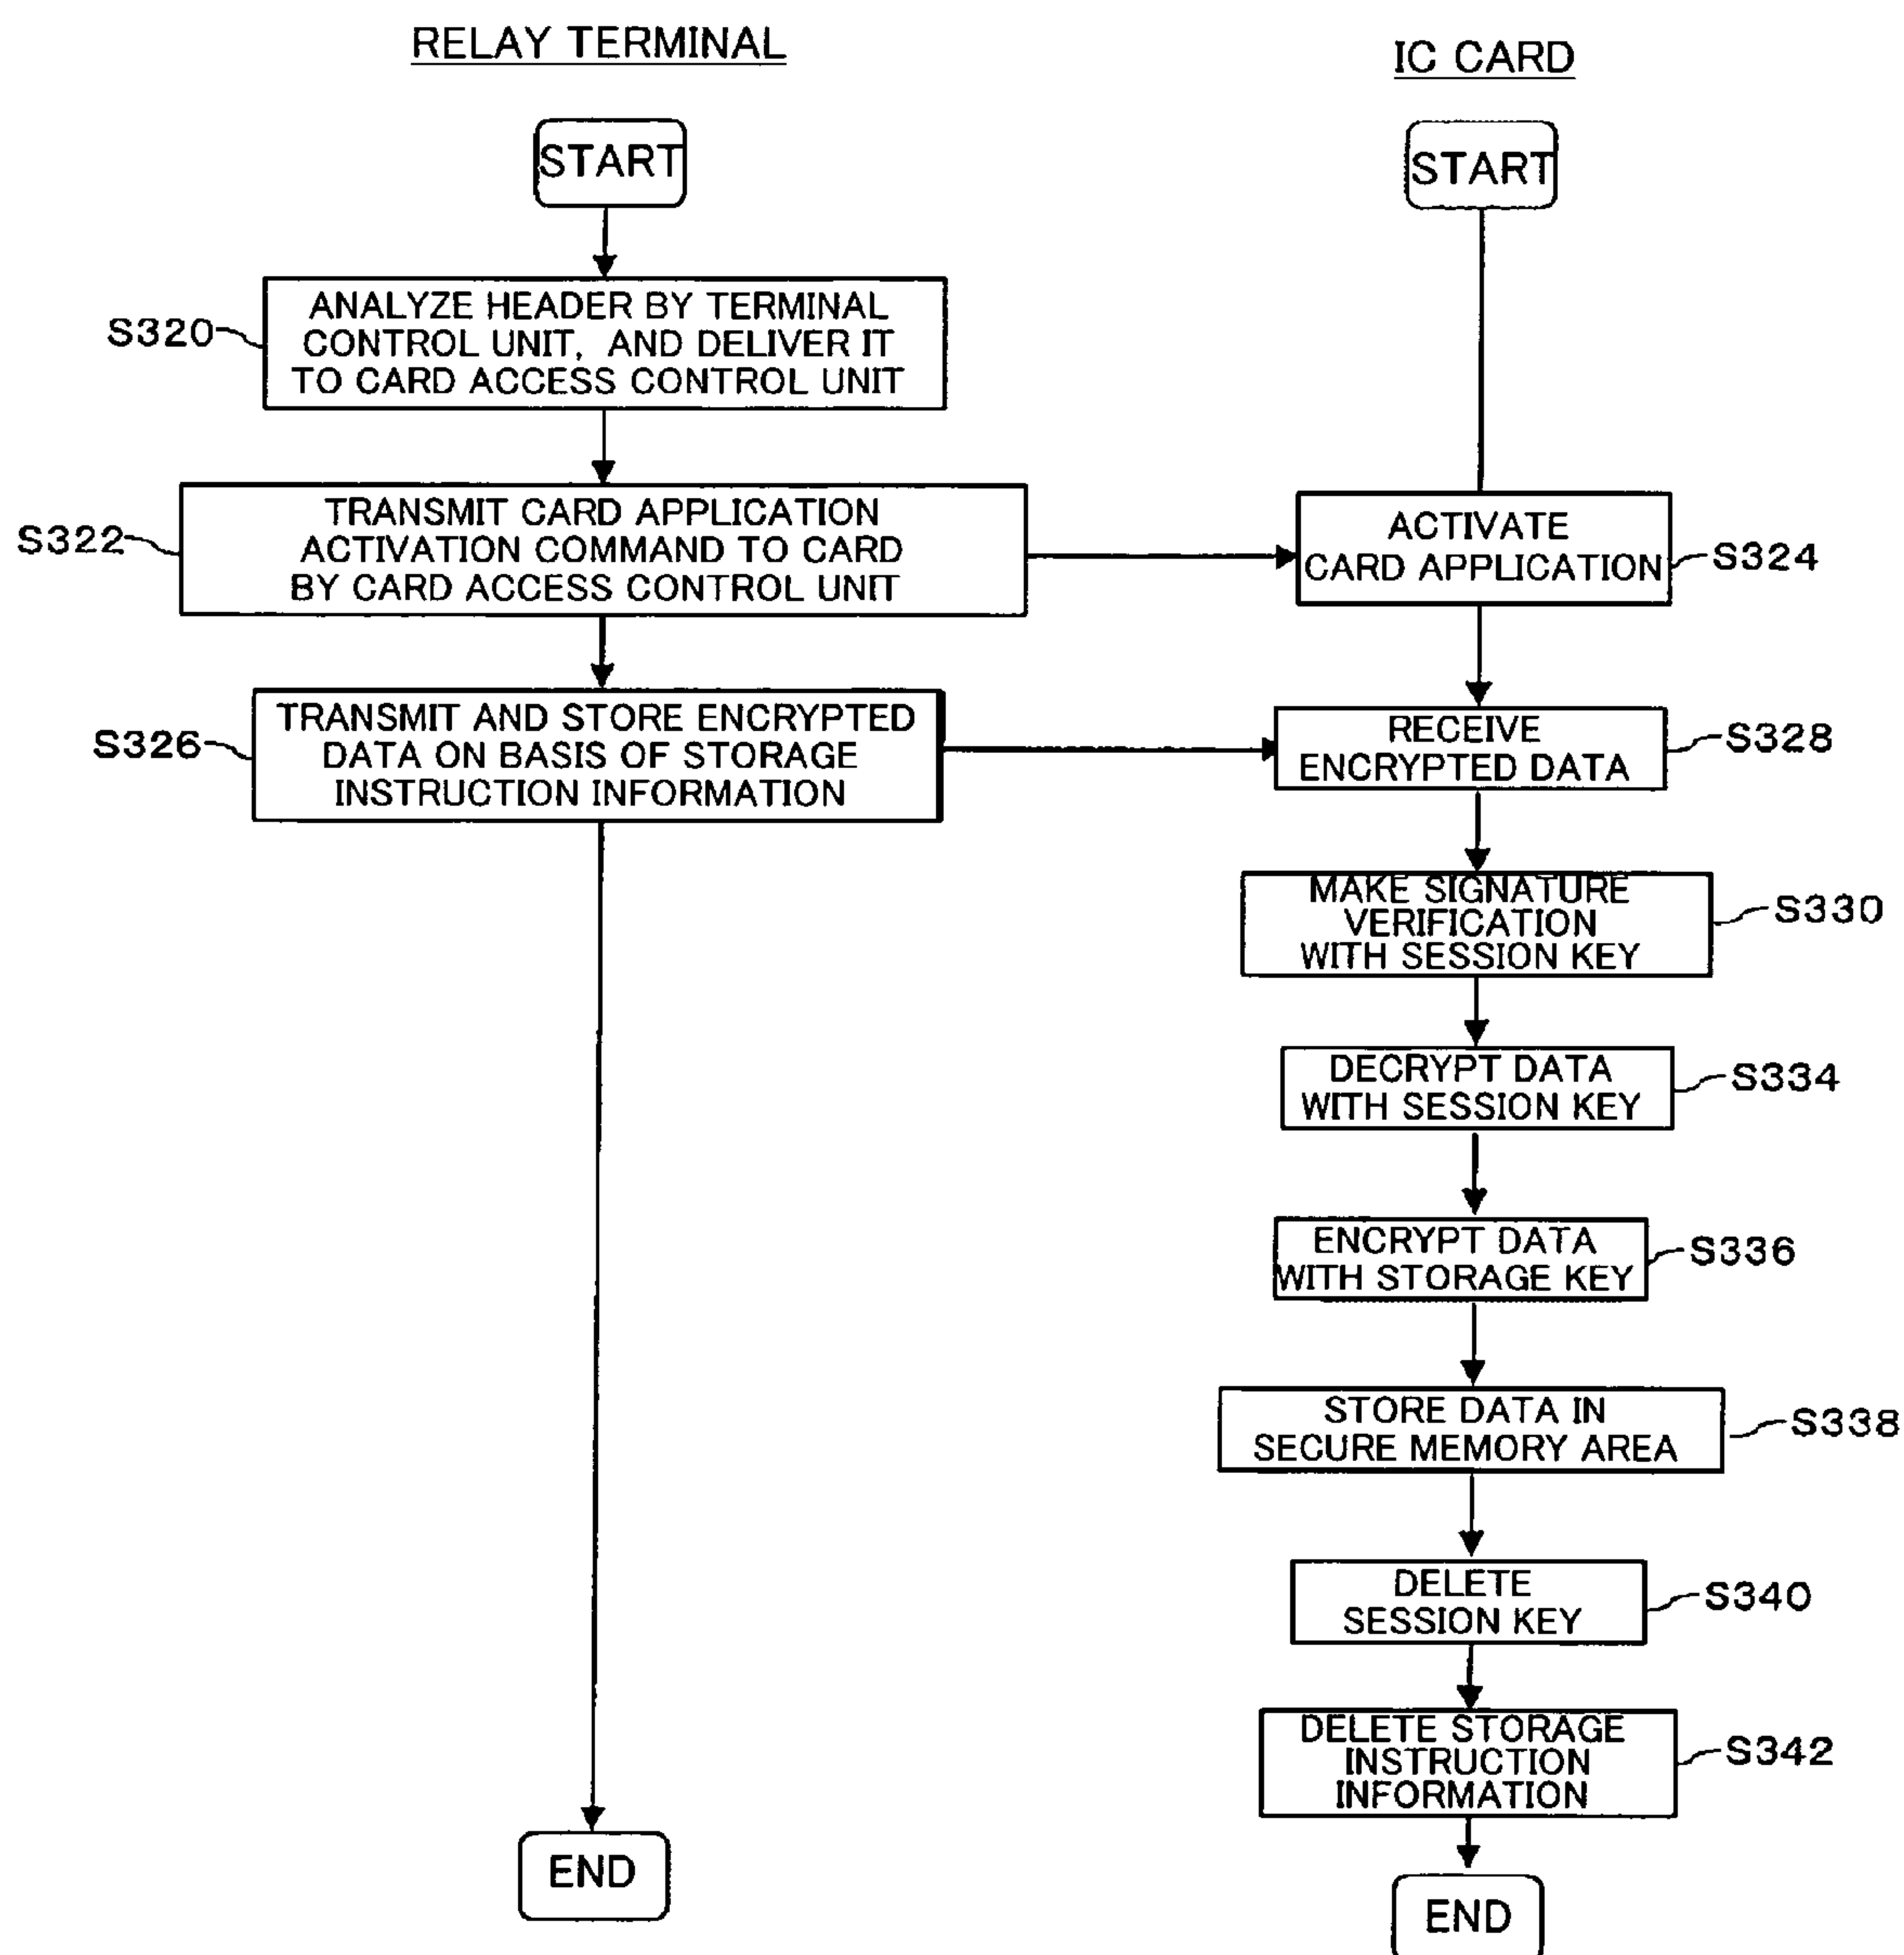 RELAY TERMINAL
IC CARD
START
START
S320
ANALYZE HEADER BY TERMINAL
CONTROL UNIT, AND DELIVER IT
TO CARD ACCESS CONTROL UNIT
S322
TRANSMIT CARD APPLICATION
ACTIVATION COMMAND TO CARD
BY CARD ACCESS CONTROL UNIT
ACTIVATE
CARD APPLICATION
S324
S326
TRANSMIT AND STORE ENCRYPTED
DATA ON BASIS OF STORAGE
INSTRUCTION INFORMATION
RECEIVE
ENCRYPTED DATA
S328
MAKE SIGNATURE
VERIFICATION
WITH SESSION KEY
S330
DECRYPT DATA
WITH SESSION KEY
S334
ENCRYPT DATA
WITH STORAGE KEY
S336
STORE DATA IN
SECURE MEMORY AREA
S338
DELETE
SESSION KEY
S340
DELETE STORAGE
INSTRUCTION
INFORMATION
S342
END
END